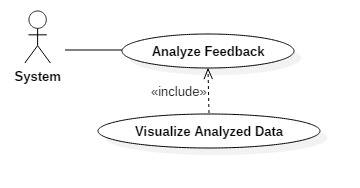 Analyze Feedback
System
«include»
Visualize Analyzed Data